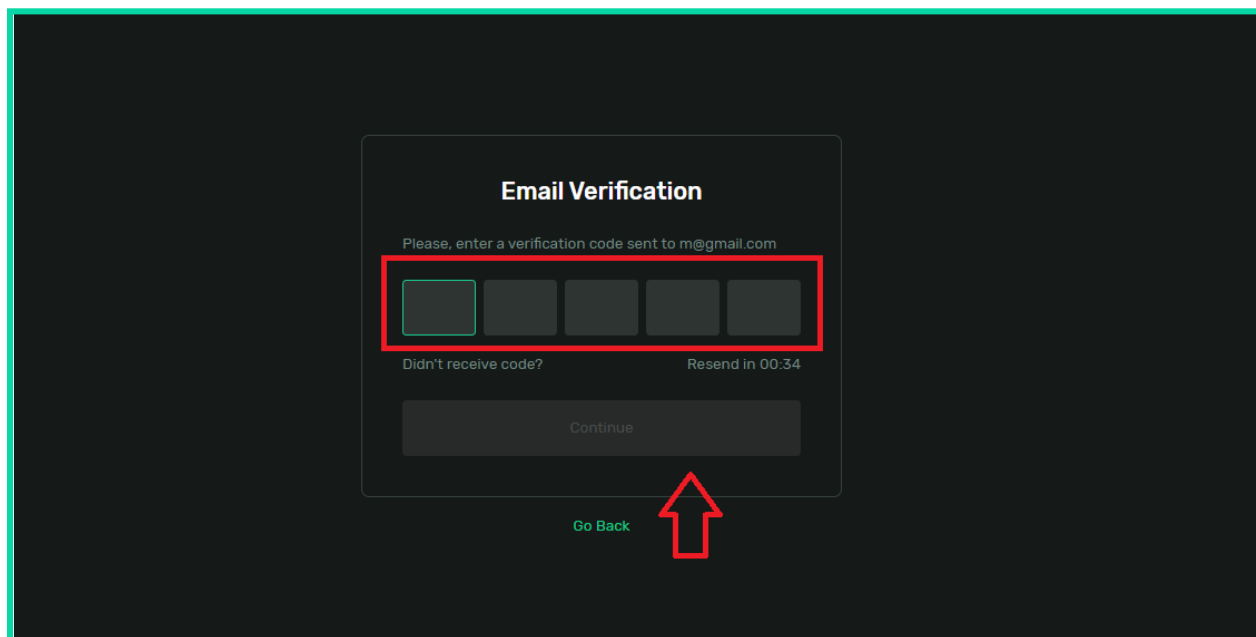 Email Verification
Please, enter a verification code sent to m@gmail.com
Didn't receive code?
Resend in 00:34
Continue
Go Back